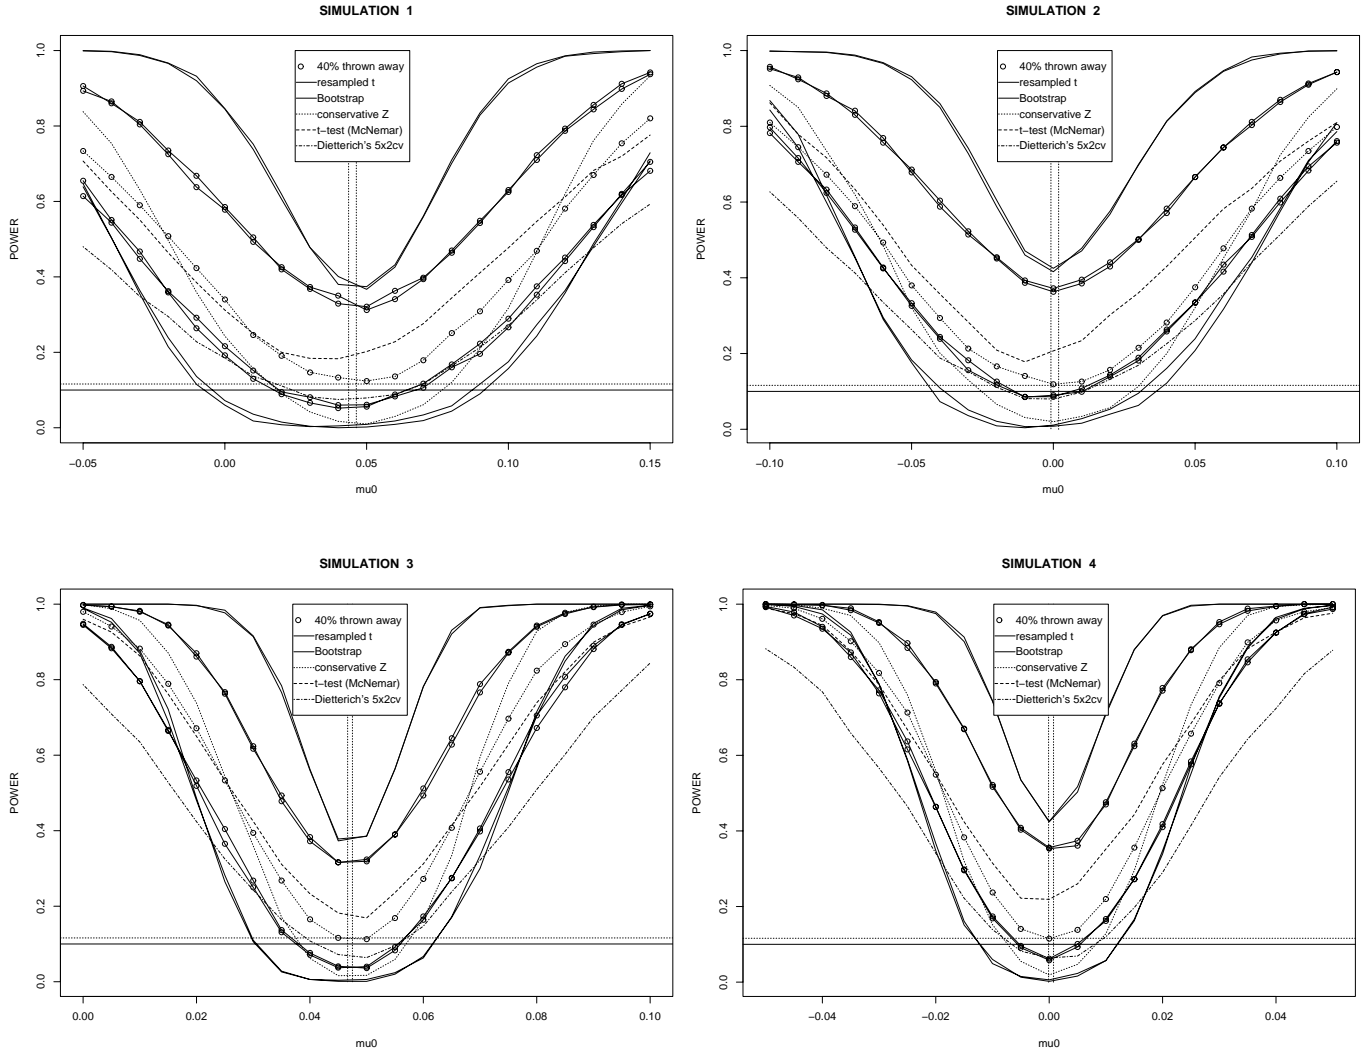 SIMULATION 1
POWER
1.0
0.8
0.6
0.4
0.2
0.0
40% thrown away
resampled t
Bootstrap
conservative Z
t-test (McNemar)
Dietterich's 5x2cv
-0.05
0.00
0.05
0.10
0.15
mu0
SIMULATION 2
POWER
1.0
0.8
0.6
0.4
0.2
0.0
40% thrown away
resampled t
Bootstrap
conservative Z
t-test (McNemar)
Dietterich's 5x2cv
-0.10
-0.05
0.00
0.05
0.10
mu0
SIMULATION 3
POWER
1.0
0.8
0.6
0.4
0.2
0.0
40% thrown away
resampled t
Bootstrap
conservative Z
t-test (McNemar)
Dietterich's 5x2cv
0.00
0.02
0.04
0.06
0.08
0.10
mu0
SIMULATION 4
POWER
1.0
0.8
0.6
0.4
0.2
0.0
40% thrown away
resampled t
Bootstrap
conservative Z
t-test (McNemar)
Dietterich's 5x2cv
-0.04
-0.02
0.00
0.02
0.04
mu0